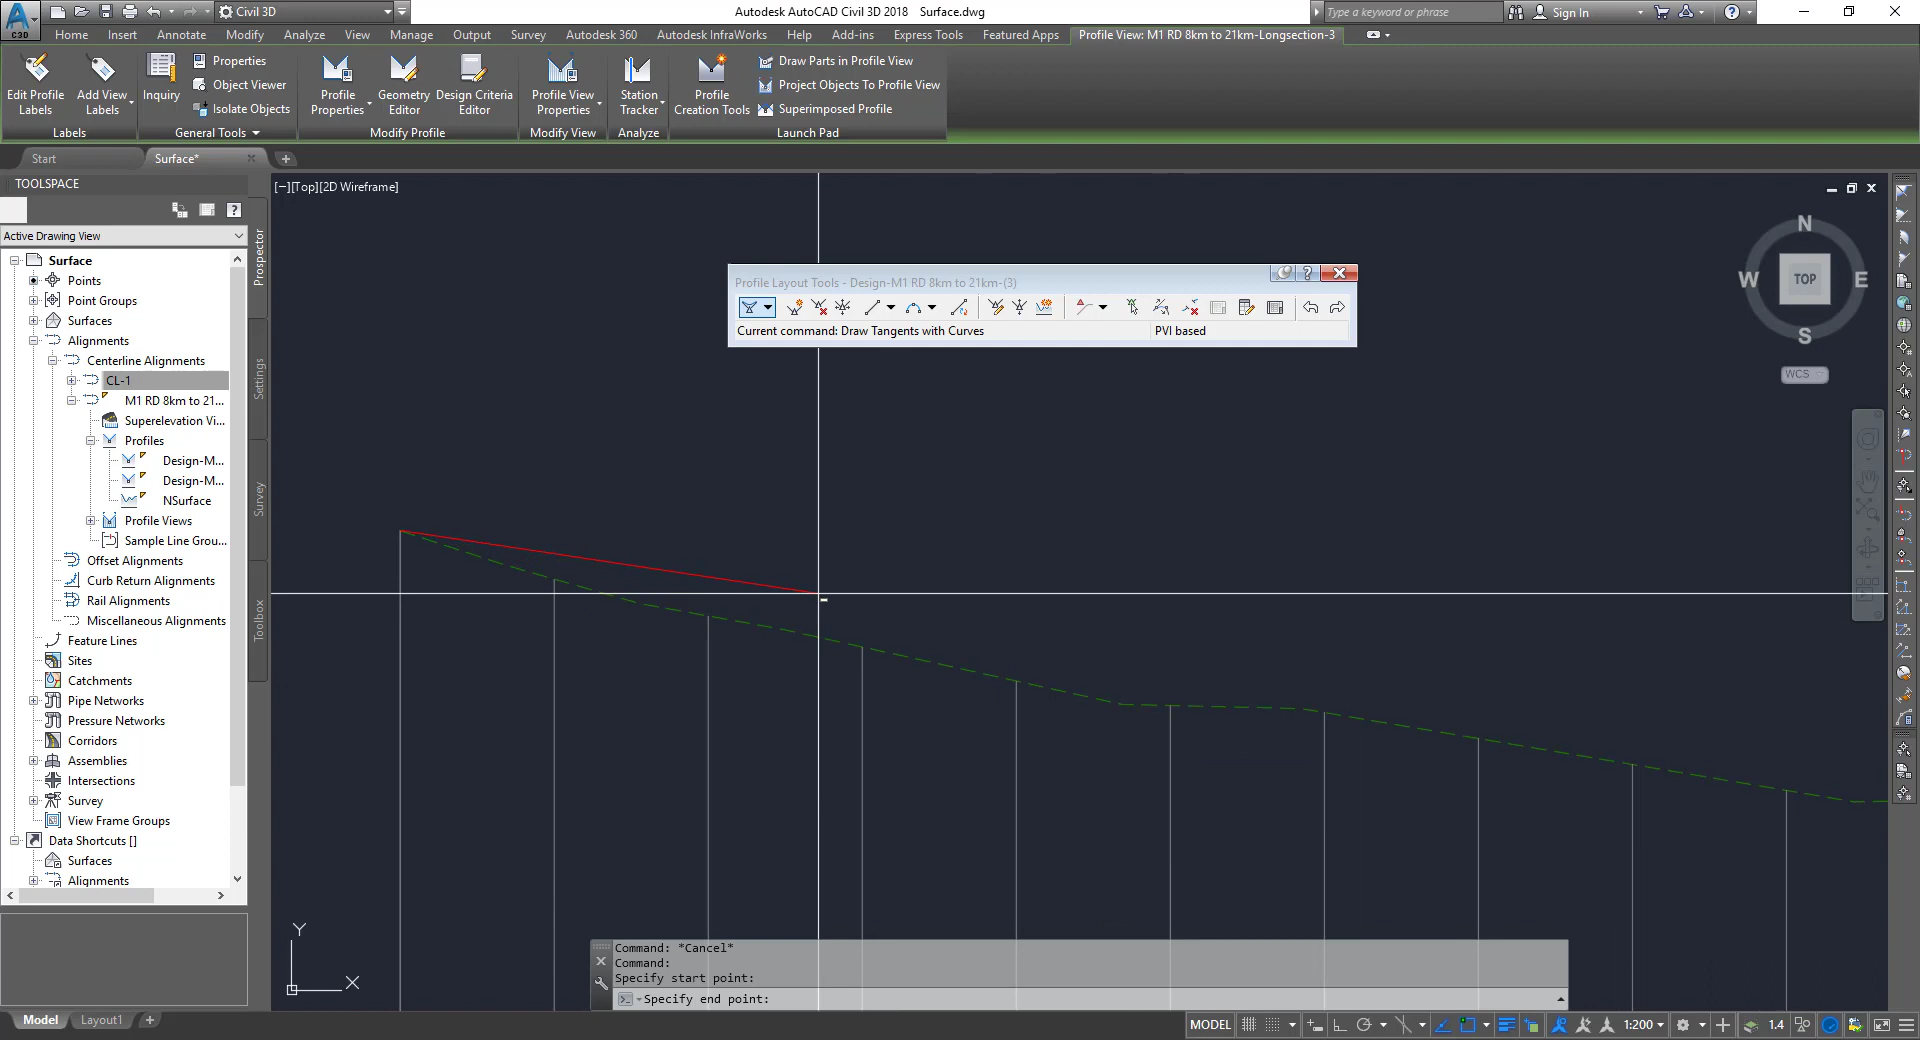 Civil 3D
Autodesk AutoCAD Civil 3D 2018 Surface.dwg
Type a keyword or phrase
Sign In
C3D
Home Insert Annotate Modify Analyze View Manage Output Survey Autodesk 360 Autodesk InfraWorks Help Add-ins Express Tools Featured Apps Profile View: M1 RD 8km to 21km-Longsection-3
Edit Profile Labels
Add View Labels
Labels
Inquiry
Properties
Object Viewer
Isolate Objects
General Tools
Profile Properties
Geometry Editor
Design Criteria Editor
Modify Profile
Profile View Properties
Modify View
Station Tracker
Analyze
Profile Creation Tools
Draw Parts in Profile View
Project Objects To Profile View
Superimposed Profile
Launch Pad
Start
Surface*
TOOLSPACE
Active Drawing View
Surface
Points
Point Groups
Surfaces
Alignments
Centerline Alignments
CL-1
M1 RD 8km to 21...
Superelevation Vi...
Profiles
Design-M...
Design-M...
NSurface
Profile Views
Sample Line Grou...
Offset Alignments
Curb Return Alignments
Rail Alignments
Miscellaneous Alignments
Feature Lines
Sites
Catchments
Pipe Networks
Pressure Networks
Corridors
Assemblies
Intersections
Survey
View Frame Groups
Data Shortcuts []
Surfaces
Alignments
Prospector
Settings
Survey
Toolbox
[−][Top][2D Wireframe]
Profile Layout Tools - Design-M1 RD 8km to 21km-(3)
Current command: Draw Tangents with Curves
PVI based
N
W
TOP
E
S
WCS
Y
X
Command: *Cancel*
Command:
Specify start point:
Specify end point:
Model
Layout1
MODEL
1:200
1.4